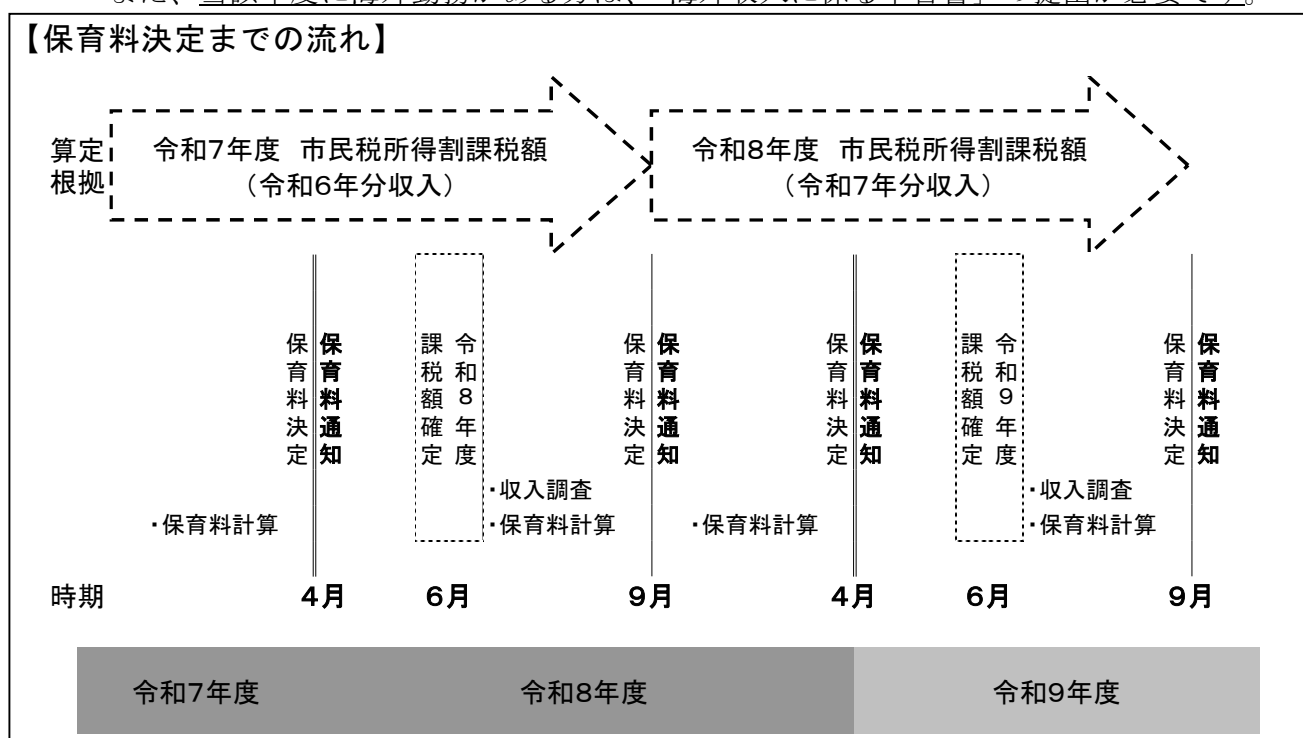 【保育料決定までの流れ】
算定
根拠
令和7年度 市民税所得割課税額
（令和6年分収入）
令和8年度 市民税所得割課税額
（令和7年分収入）
保育料決定
保育料通知
令和8年度
課税額確定
保育料決定
保育料通知
保育料決定
保育料通知
令和9年度
課税額確定
保育料決定
保育料通知
・保育料計算
・収入調査
・保育料計算
・保育料計算
・収入調査
・保育料計算
時期
4月
6月
9月
4月
6月
9月
令和7年度
令和8年度
令和9年度